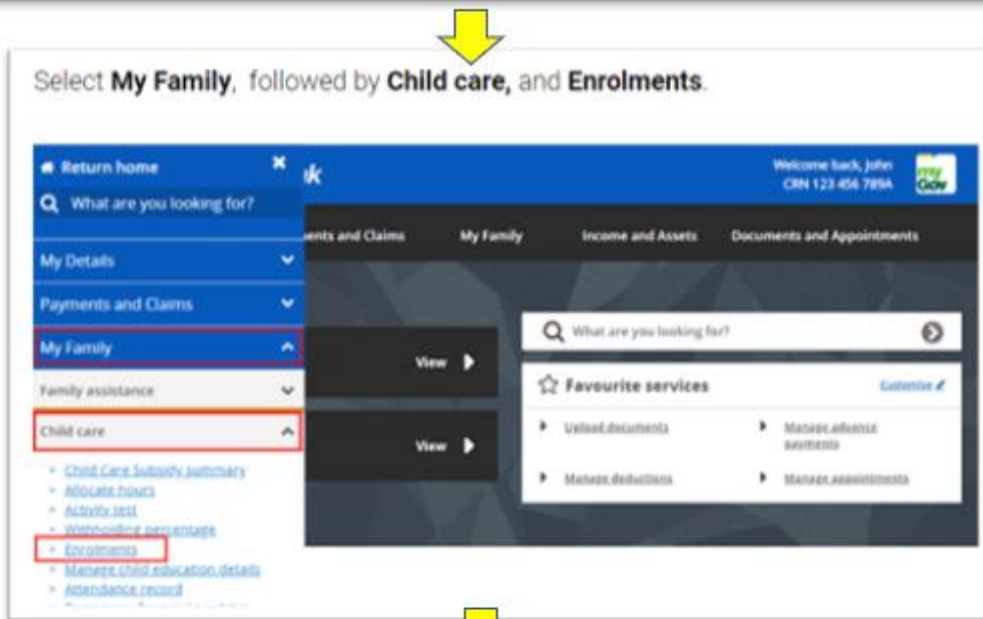 Select My Family, followed by Child care, and Enrolments.
Return home
What are you looking for?
My Details
Payments and Claims
My Family
Family assistance
Child care
Child Care Subsidy summary
Allocate hours
Activity test
Withholding percentage
Enrolments
Manage child education details
Attendance record
Welcome back, John
CRN 123 456 789A
my
Gov
and Claims
My Family
Income and Assets
Documents and Appointments
View
View
What are you looking for?
Favourite services
Customise
Upload documents
Manage advance
payments
Manage deductions
Manage appointments